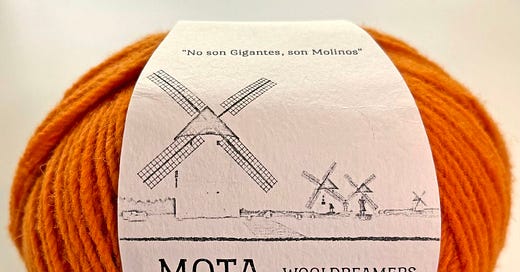 "No son Gigantes, son Molinos"
MOTA WOOLDREAMERS